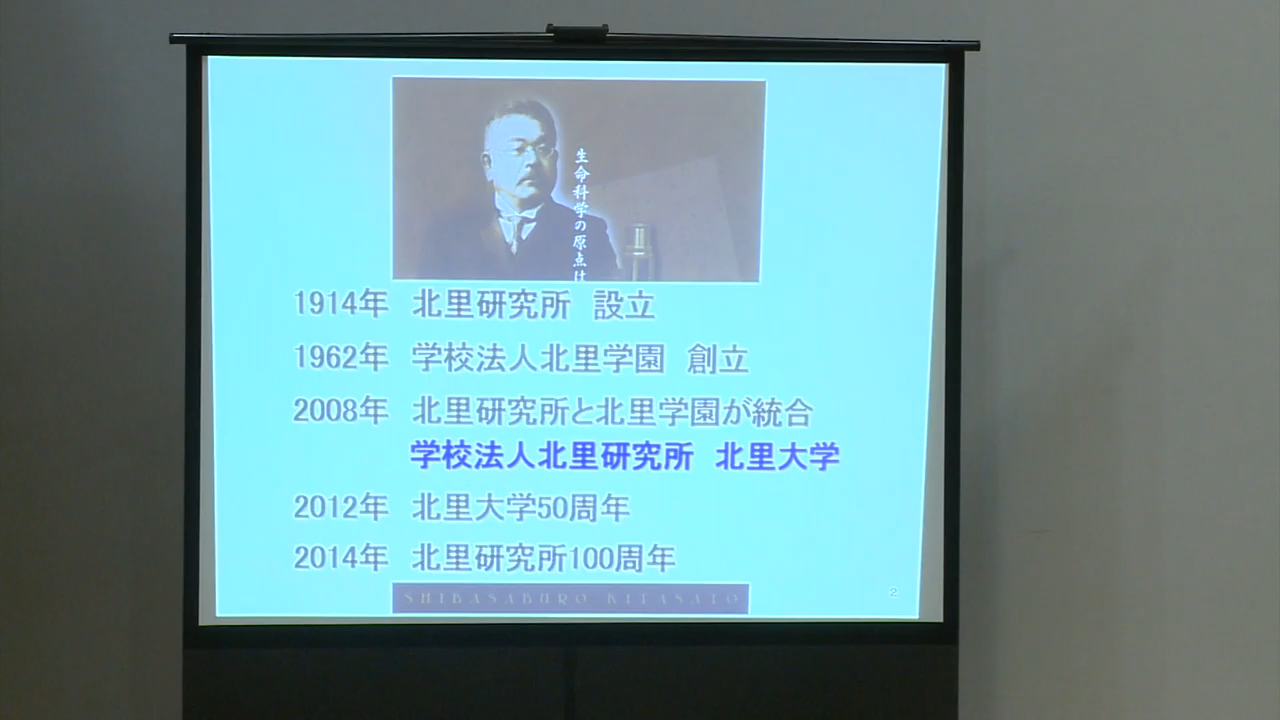 生命科学の原点は
1914年 北里研究所 設立
1962年 学校法人北里学園 創立
2008年 北里研究所と北里学園が統合
学校法人北里研究所 北里大学
2012年 北里大学50周年
2014年 北里研究所100周年
SHIBASABURO KITASATO
2